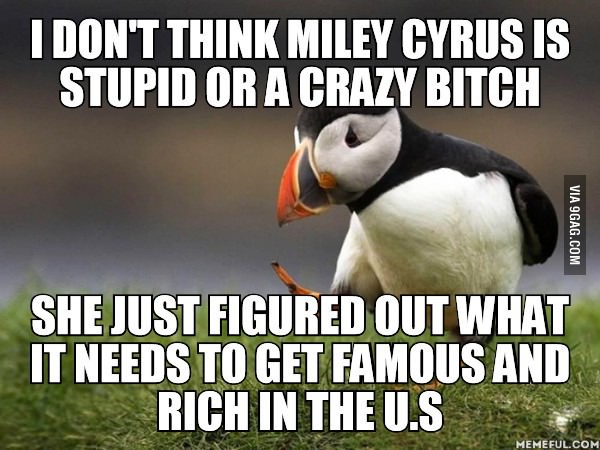 I DON'T THINK MILEY CYRUS IS
STUPID OR A CRAZY BITCH
VIA 9GAG.COM
SHE JUST FIGURED OUT WHAT
IT NEEDS TO GET FAMOUS AND
RICH IN THE U.S
MEMEFUL.COM